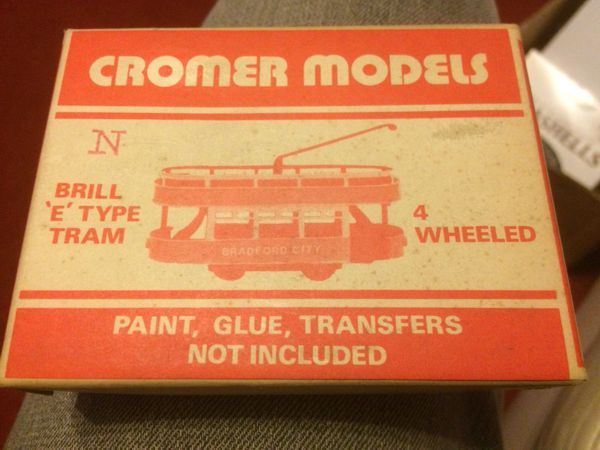 CROMER MODELS
N
BRILL
'E' TYPE
TRAM
4
WHEELED
BRADFORD CITY
PAINT, GLUE, TRANSFERS
NOT INCLUDED